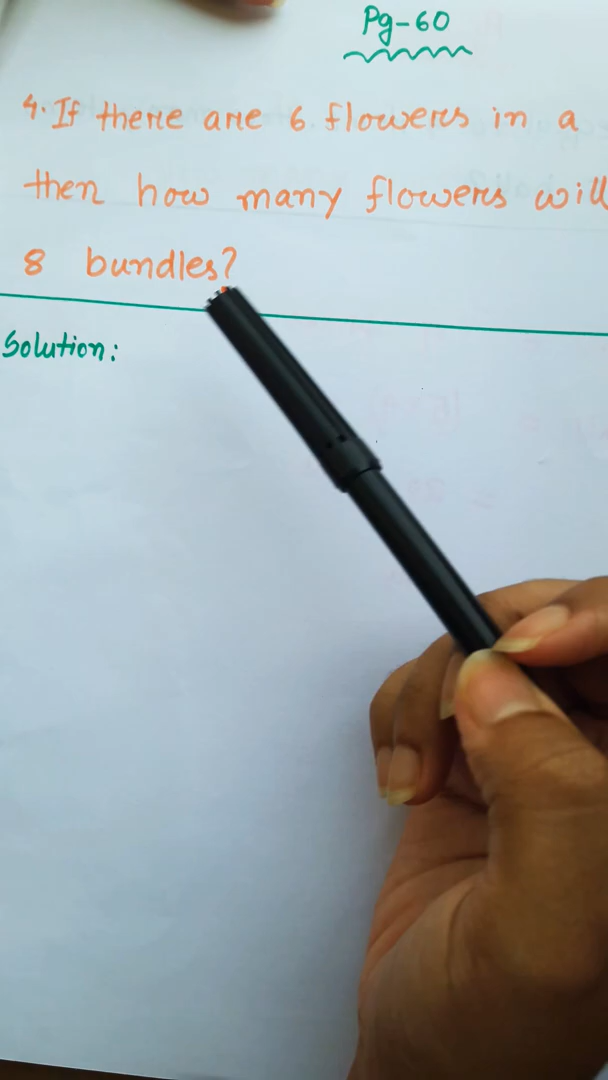 Pg-60
4. If there are 6 flowers in a
then how many flowers will
8 bundles?
Solution: